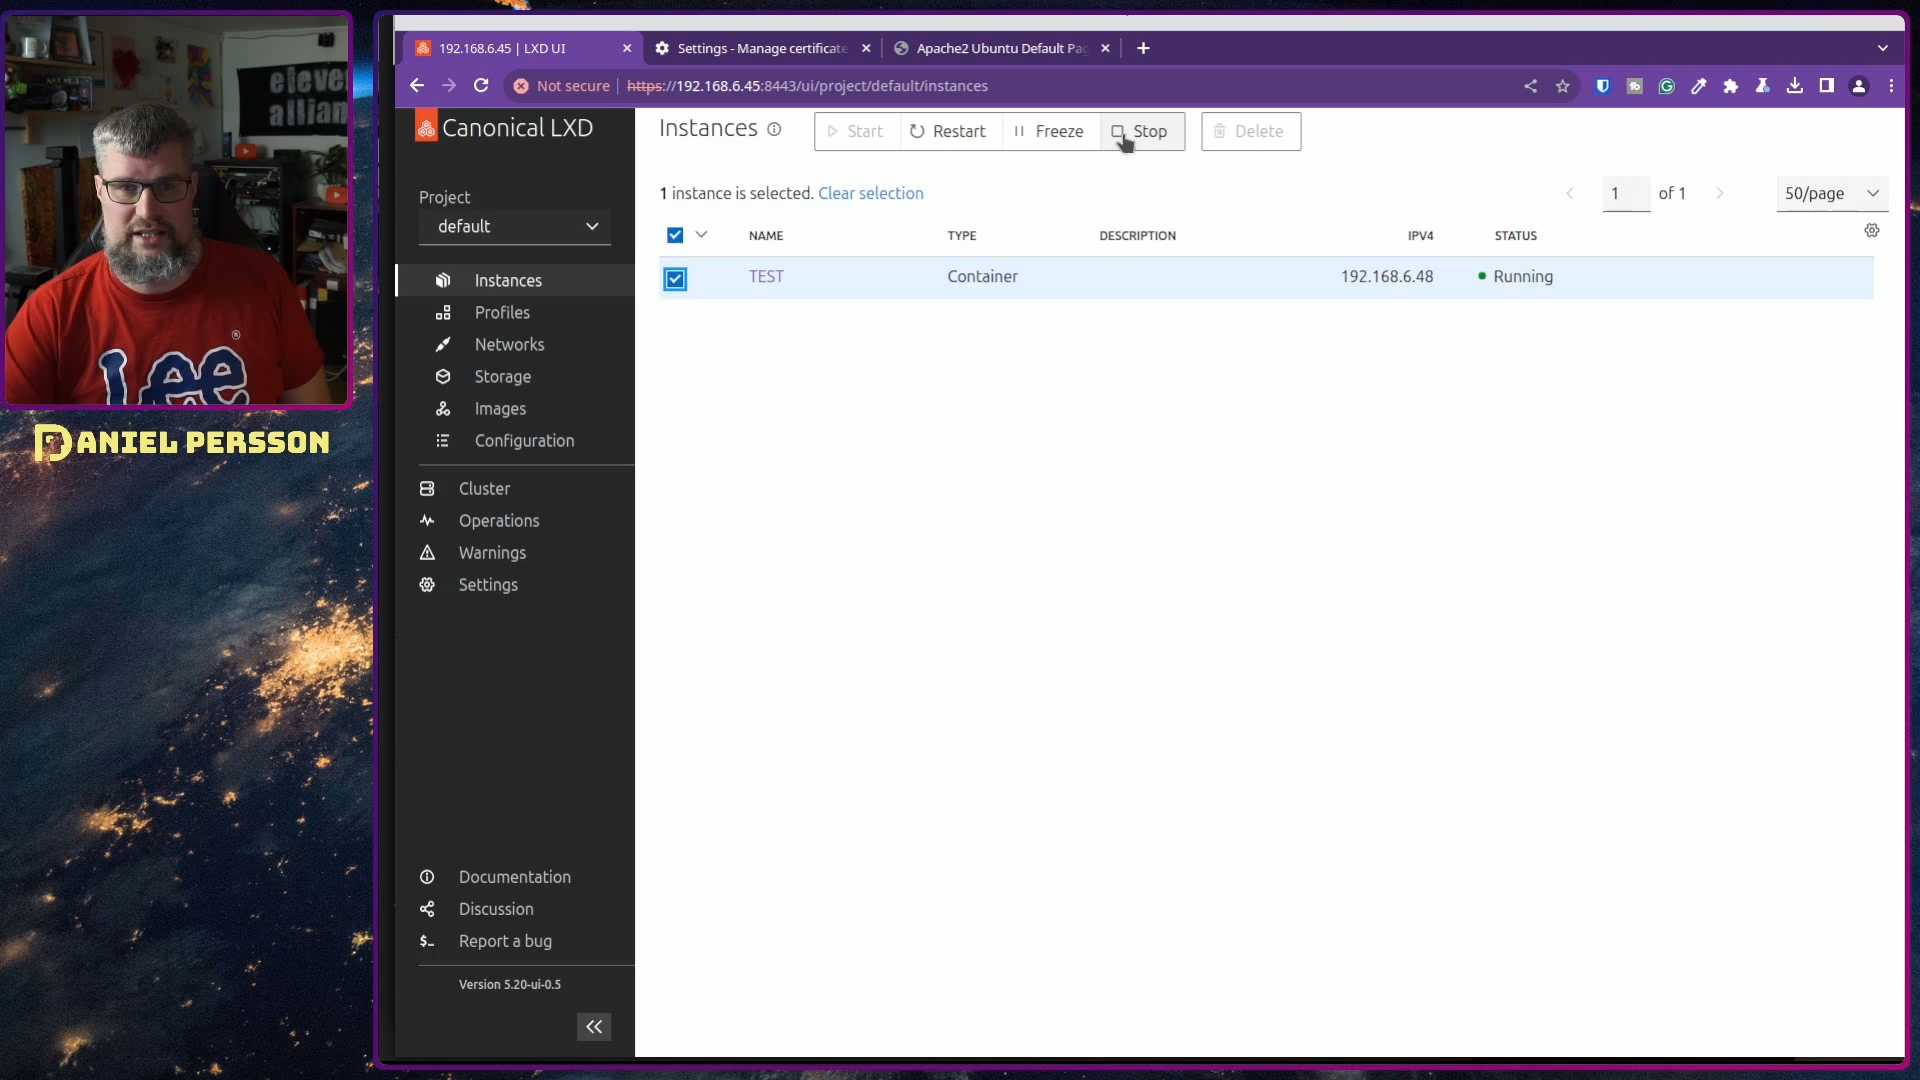 192.168.6.45 | LXD UI
Settings - Manage certificate
Apache2 Ubuntu Default Pa
Not secure
https://192.168.6.45:8443/ui/project/default/instances
Canonical LXD
Instances
Start
Restart
Freeze
Stop
Delete
Project
default
1 instance is selected. Clear selection
1 of 1
50/page
NAME TYPE DESCRIPTION IPV4 STATUS
TEST Container 192.168.6.48 Running
Instances
Profiles
Networks
Storage
Images
Configuration
Cluster
Operations
Warnings
Settings
Documentation
Discussion
Report a bug
Version 5.20-ui-0.5
Lee
®
DANIEL PERSSON